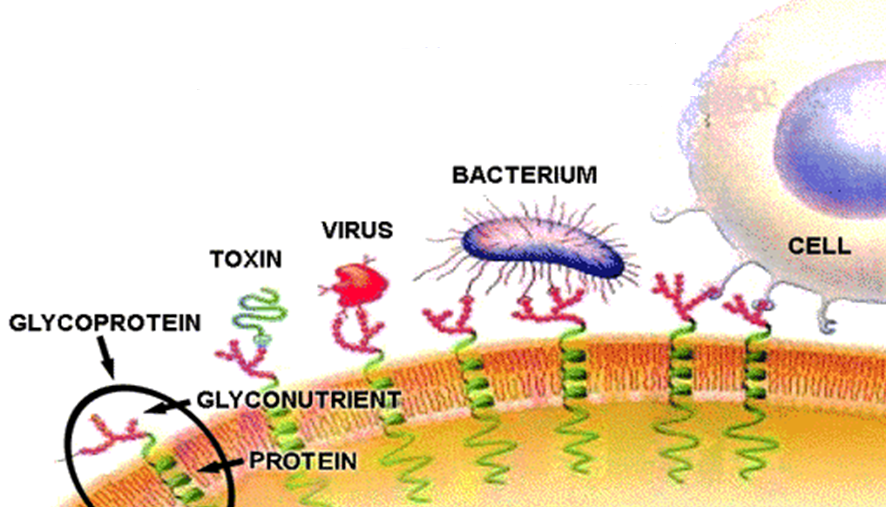 BACTERIUM
VIRUS
CELL
TOXIN
GLYCOPROTEIN
GLYCONUTRIENT
PROTEIN